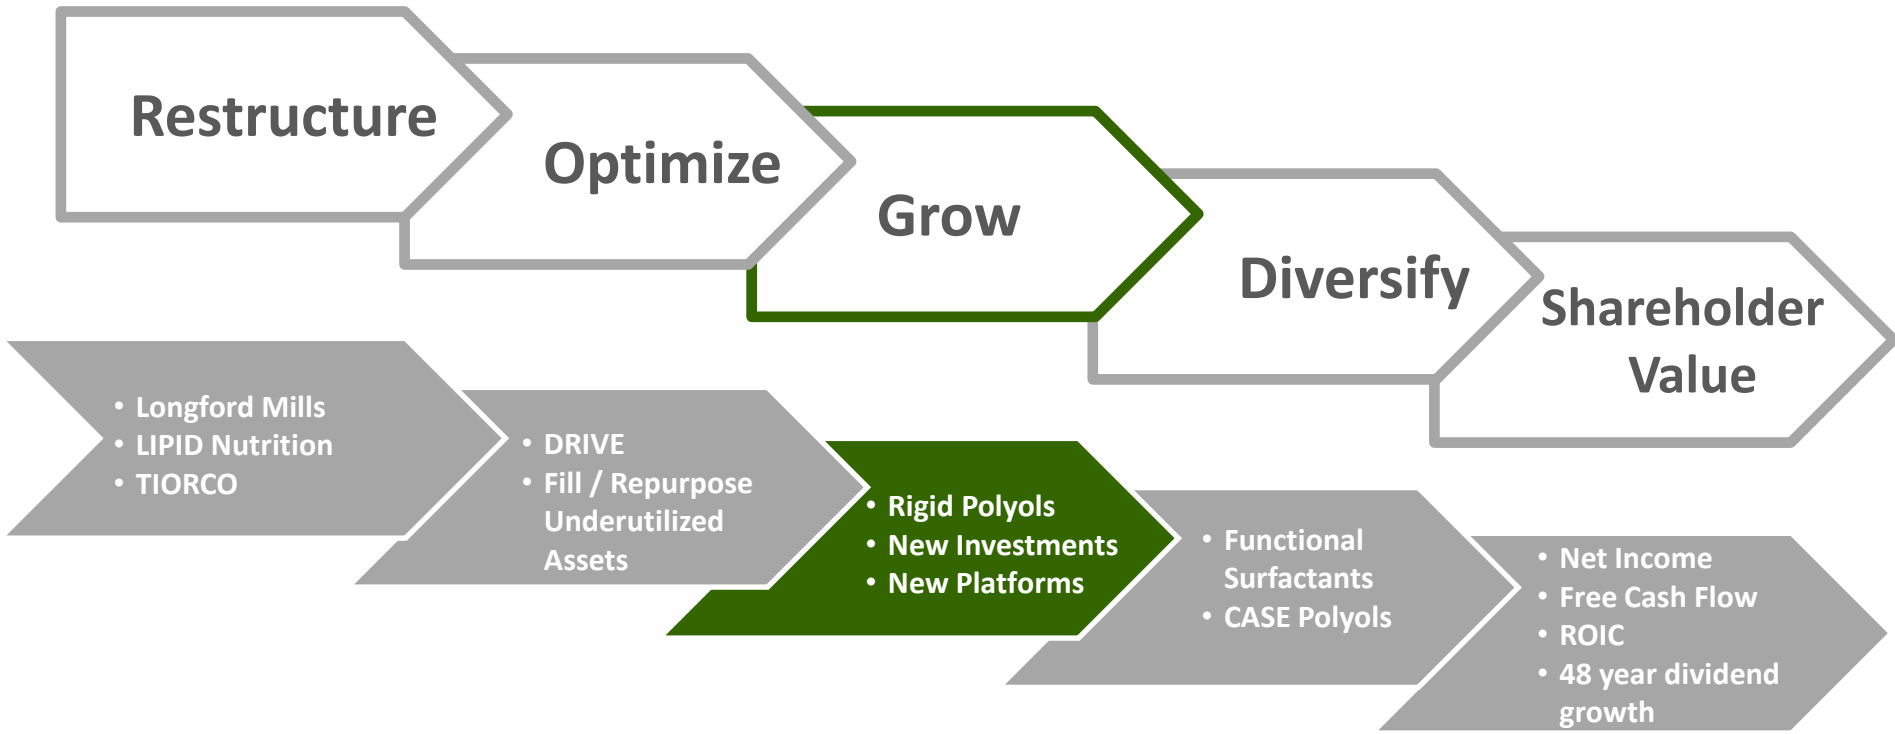 Restructure
Optimize
Grow
Diversify
Shareholder
Value
• Longford Mills
• LIPID Nutrition
• TIORCO
• DRIVE
• Fill / Repurpose
Underutilized
Assets
• Rigid Polyols
• New Investments
• New Platforms
• Functional
Surfactants
• CASE Polyols
• Net Income
• Free Cash Flow
• ROIC
• 48 year dividend
growth